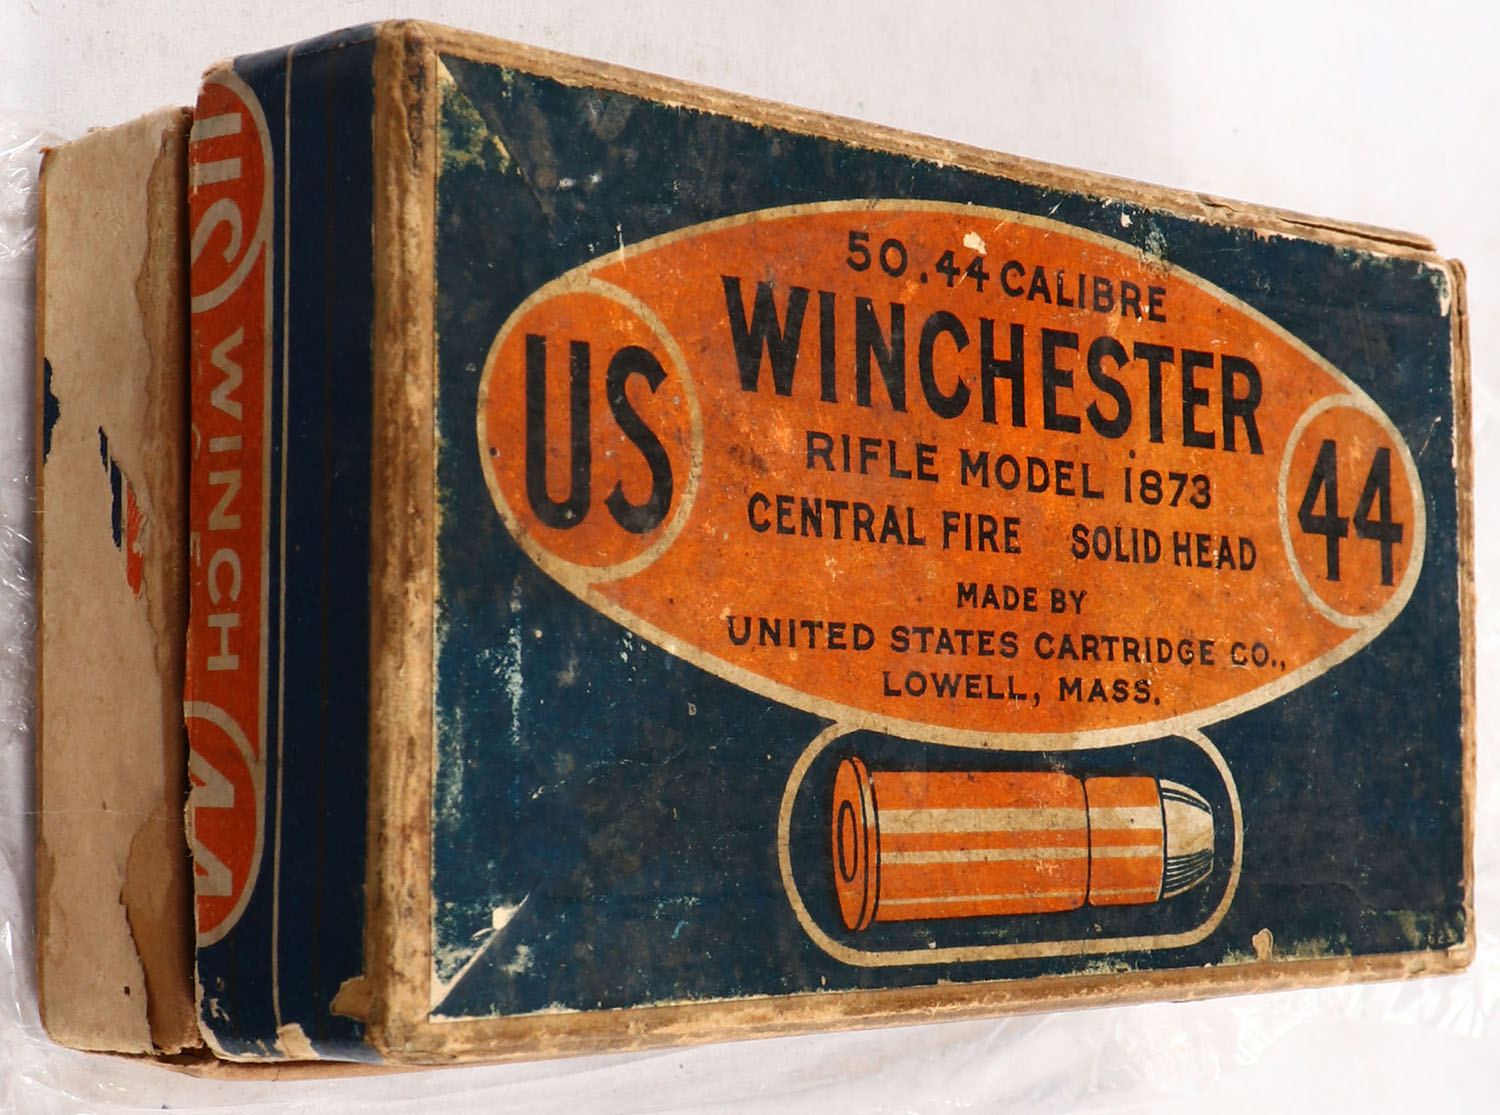 50 .44 CALIBRE
WINCHESTER
RIFLE MODEL 1873
CENTRAL FIRE SOLID HEAD
MADE BY
UNITED STATES CARTRIDGE CO.,
LOWELL, MASS.
US
44
US WINCH 44